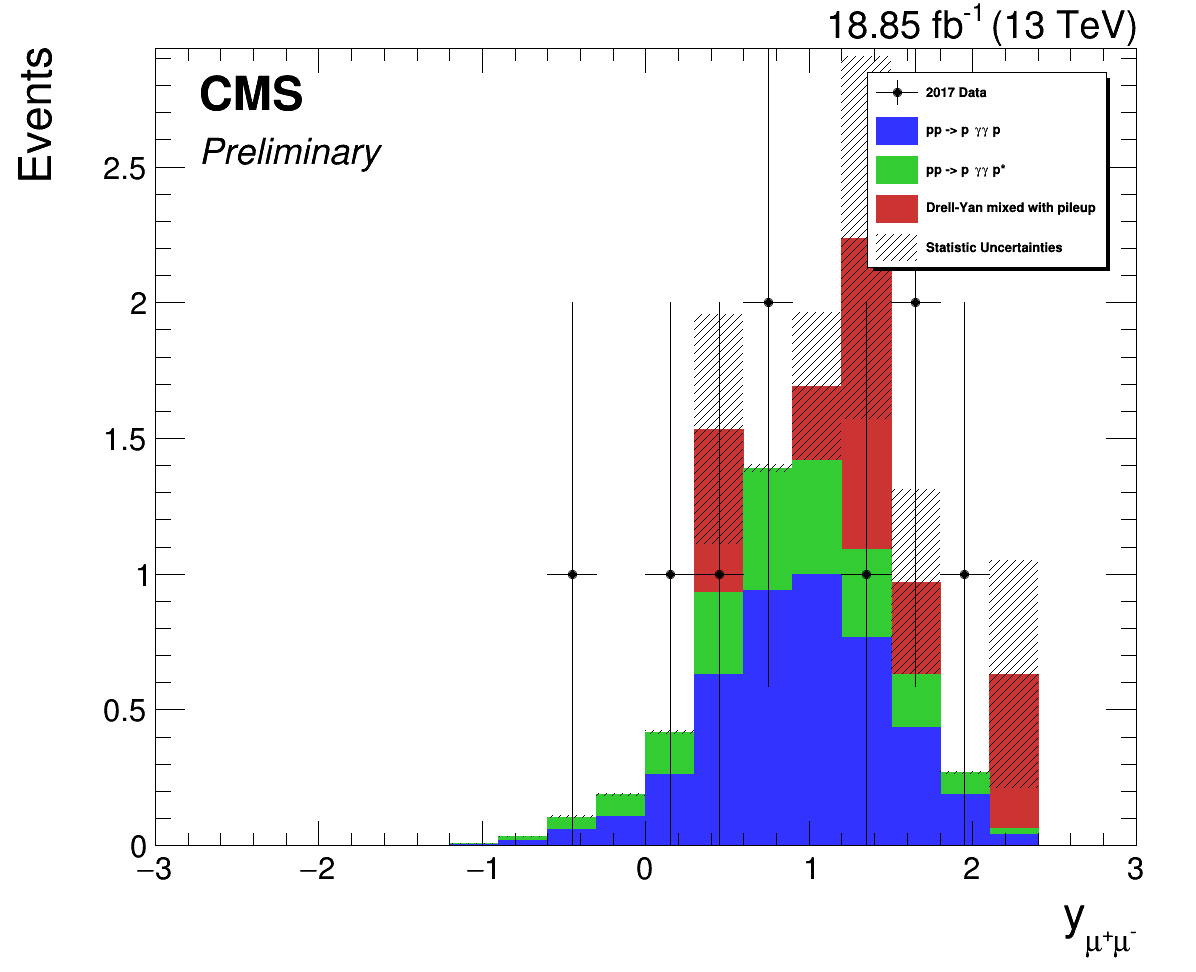 18.85 fb-1 (13 TeV)
Events
CMS
Preliminary
2017 Data
pp -> p γγ p
pp -> p γγ p*
Drell-Yan mixed with pileup
Statistic Uncertainties
2.5
2
1.5
1
0.5
0
−3 −2 −1 0 1 2 3
yμ+μ-